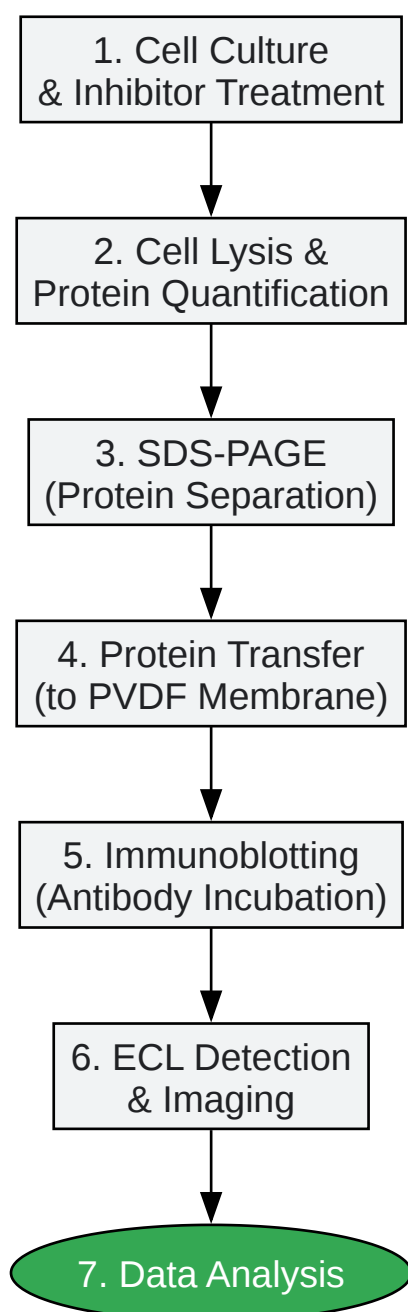 1. Cell Culture
& Inhibitor Treatment
2. Cell Lysis &
Protein Quantification
3. SDS-PAGE
(Protein Separation)
4. Protein Transfer
(to PVDF Membrane)
5. Immunoblotting
(Antibody Incubation)
6. ECL Detection
& Imaging
7. Data Analysis